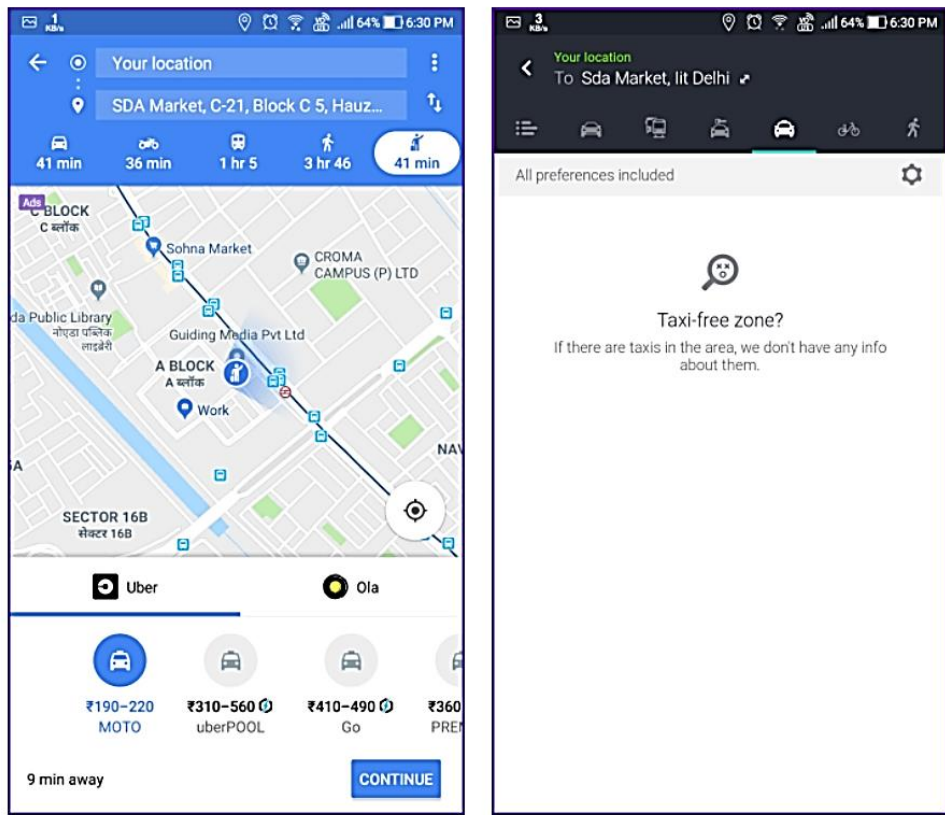 1
KB/s
64%
6:30 PM
Your location
SDA Market, C-21, Block C 5, Hauz...
41 min
36 min
1 hr 5
3 hr 46
41 min
Ads
C BLOCK
C ब्लॉक
Sohna Market
CROMA
CAMPUS (P) LTD
da Public Library
नोएडा पब्लिक
लाइब्रेरी
Guiding Media Pvt Ltd
A BLOCK
A ब्लॉक
Work
NAV
A
SECTOR 16B
सेक्टर 16B
Uber
Ola
₹190–220
₹310–560
₹410–490
₹360
MOTO
uberPOOL
Go
PREM
9 min away
CONTINUE
3
KB/s
64%
6:30 PM
Your location
To Sda Market, Iit Delhi
All preferences included
Taxi-free zone?
If there are taxis in the area, we don't have any info
about them.